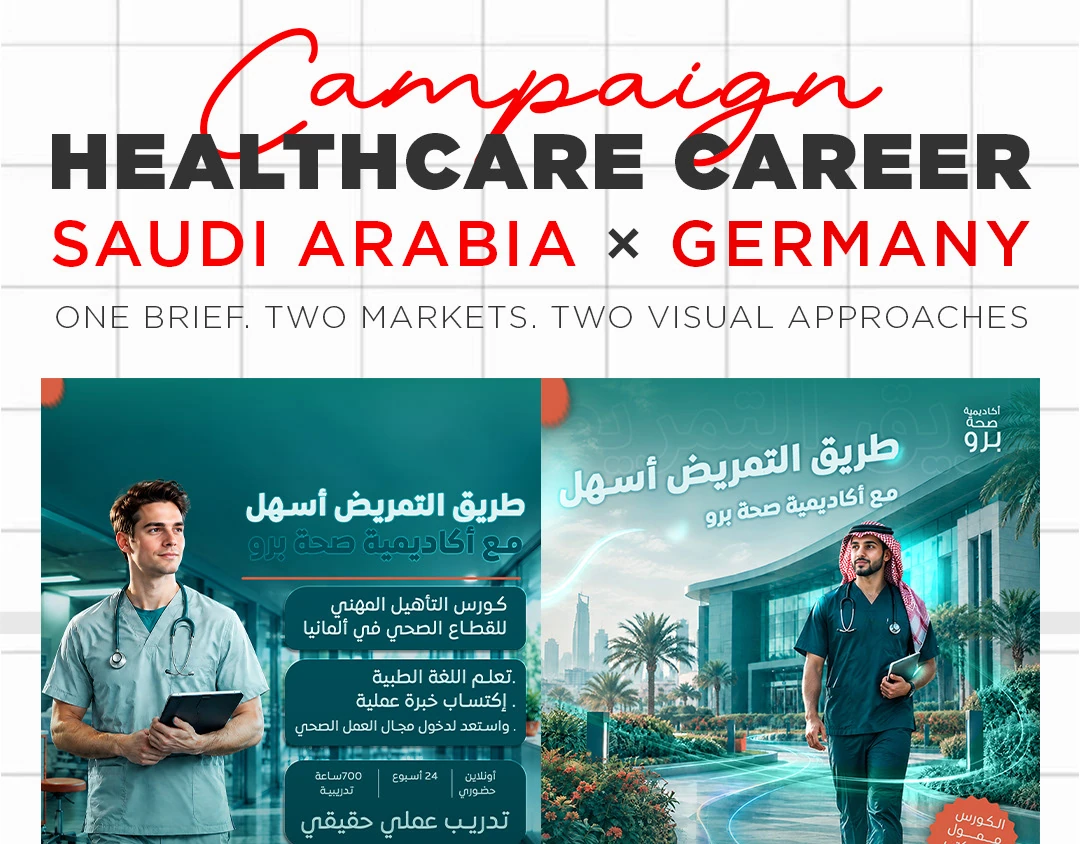 Campaign
HEALTHCARE CAREER
SAUDI ARABIA × GERMANY
ONE BRIEF. TWO MARKETS. TWO VISUAL APPROACHES
طريق التمريض أسهل
مع أكاديمية صحة برو
كورس التأهيل المهني
للقطاع الصحي في ألمانيا
.تعلم اللغة الطبية
. إكتساب خبرة عملية
. واستعد لدخول مجال العمل الصحي
أونلاين
حضوري
24 أسبوع
700ساعة
تدريبية
تدريب عملي حقيقي
أكاديمية
صحة
برو
طريق التمريض أسهل
مع أكاديمية صحة برو
الكورس
ممول